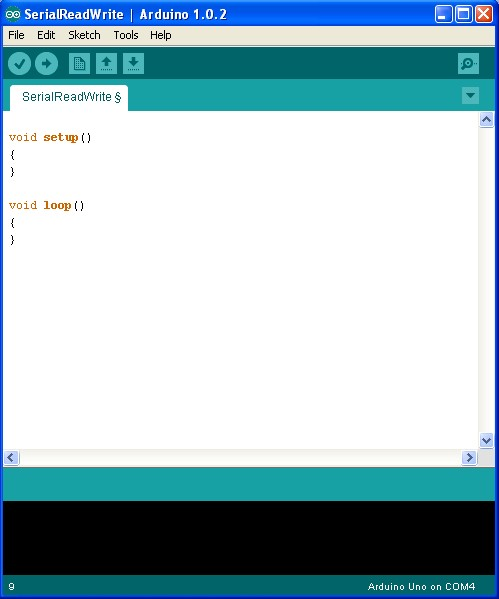 SerialReadWrite | Arduino 1.0.2
File Edit Sketch Tools Help
SerialReadWrite §
void setup()
{
}
void loop()
{
}
9 Arduino Uno on COM4